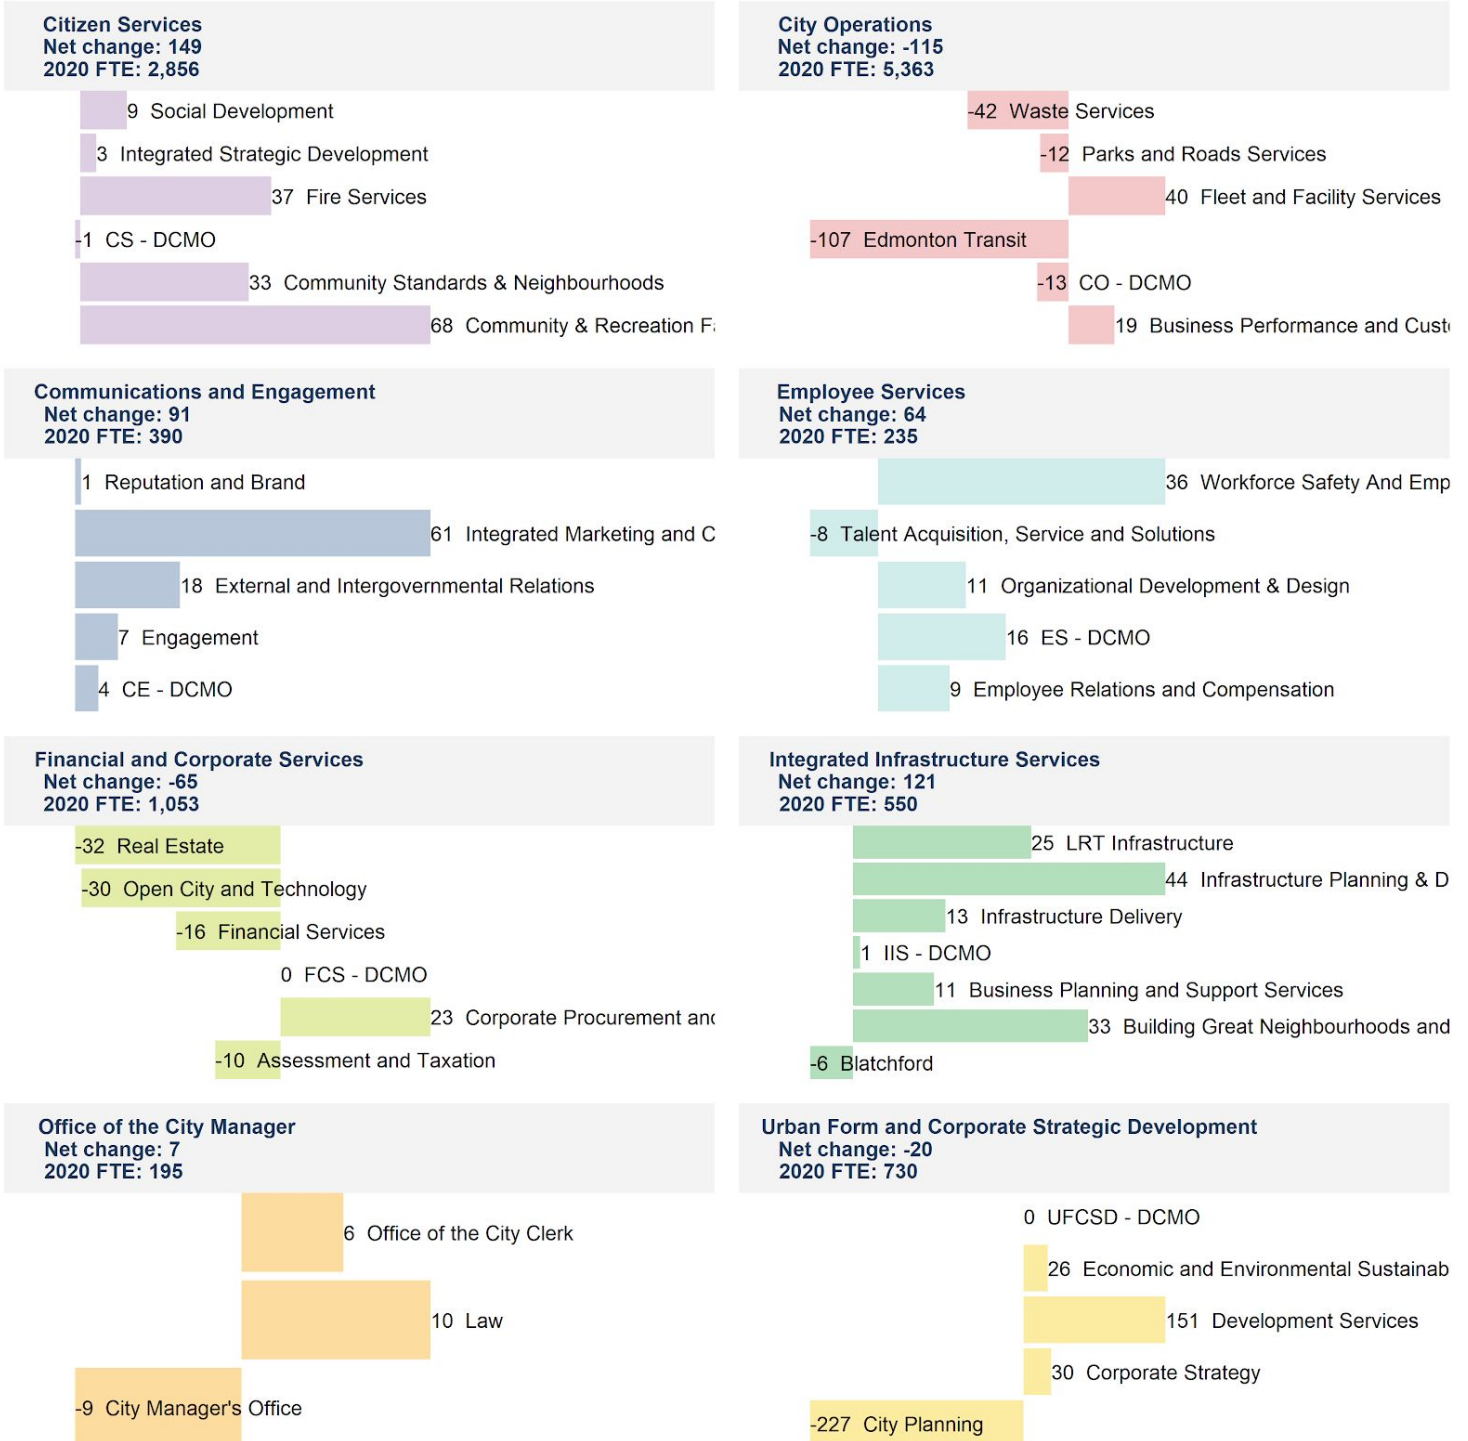 Citizen Services
Net change: 149
2020 FTE: 2,856
9 Social Development
3 Integrated Strategic Development
37 Fire Services
-1 CS - DCMO
33 Community Standards & Neighbourhoods
68 Community & Recreation Fa
City Operations
Net change: -115
2020 FTE: 5,363
-42 Waste Services
-12 Parks and Roads Services
40 Fleet and Facility Services
-107 Edmonton Transit
-13 CO - DCMO
19 Business Performance and Custo
Communications and Engagement
Net change: 91
2020 FTE: 390
1 Reputation and Brand
61 Integrated Marketing and C
18 External and Intergovernmental Relations
7 Engagement
4 CE - DCMO
Employee Services
Net change: 64
2020 FTE: 235
36 Workforce Safety And Emp
-8 Talent Acquisition, Service and Solutions
11 Organizational Development & Design
16 ES - DCMO
9 Employee Relations and Compensation
Financial and Corporate Services
Net change: -65
2020 FTE: 1,053
-32 Real Estate
-30 Open City and Technology
-16 Financial Services
0 FCS - DCMO
23 Corporate Procurement and
-10 Assessment and Taxation
Integrated Infrastructure Services
Net change: 121
2020 FTE: 550
25 LRT Infrastructure
44 Infrastructure Planning & D
13 Infrastructure Delivery
1 IIS - DCMO
11 Business Planning and Support Services
33 Building Great Neighbourhoods and
-6 Blatchford
Office of the City Manager
Net change: 7
2020 FTE: 195
6 Office of the City Clerk
10 Law
-9 City Manager's Office
Urban Form and Corporate Strategic Development
Net change: -20
2020 FTE: 730
0 UFCSD - DCMO
26 Economic and Environmental Sustainab
151 Development Services
30 Corporate Strategy
-227 City Planning